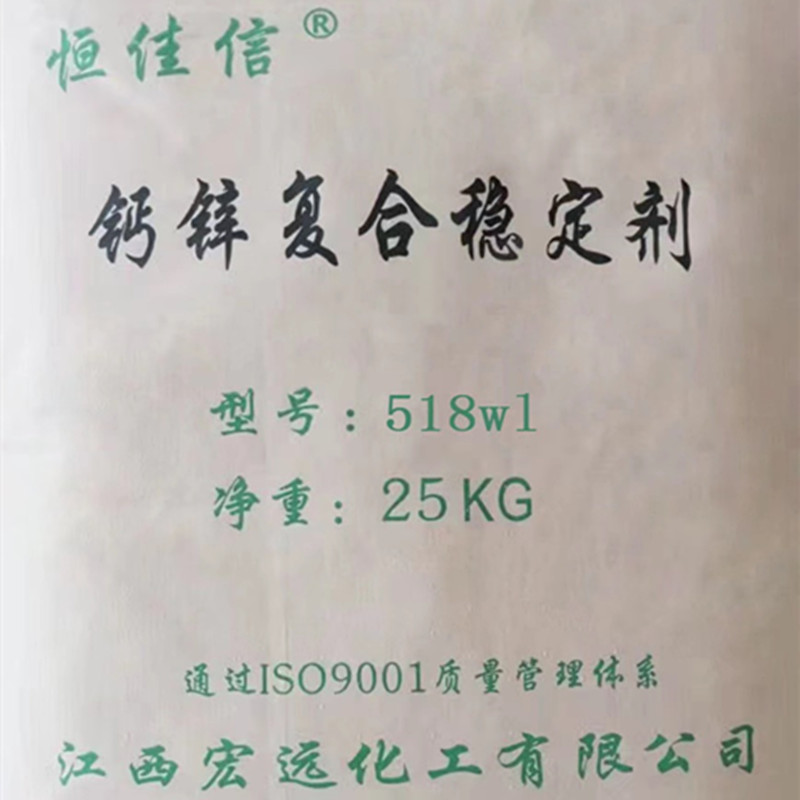 恒佳信®
钙锌复合稳定剂
型号：518wl
净重：25KG
通过ISO9001质量管理体系
江西宏远化工有限公司